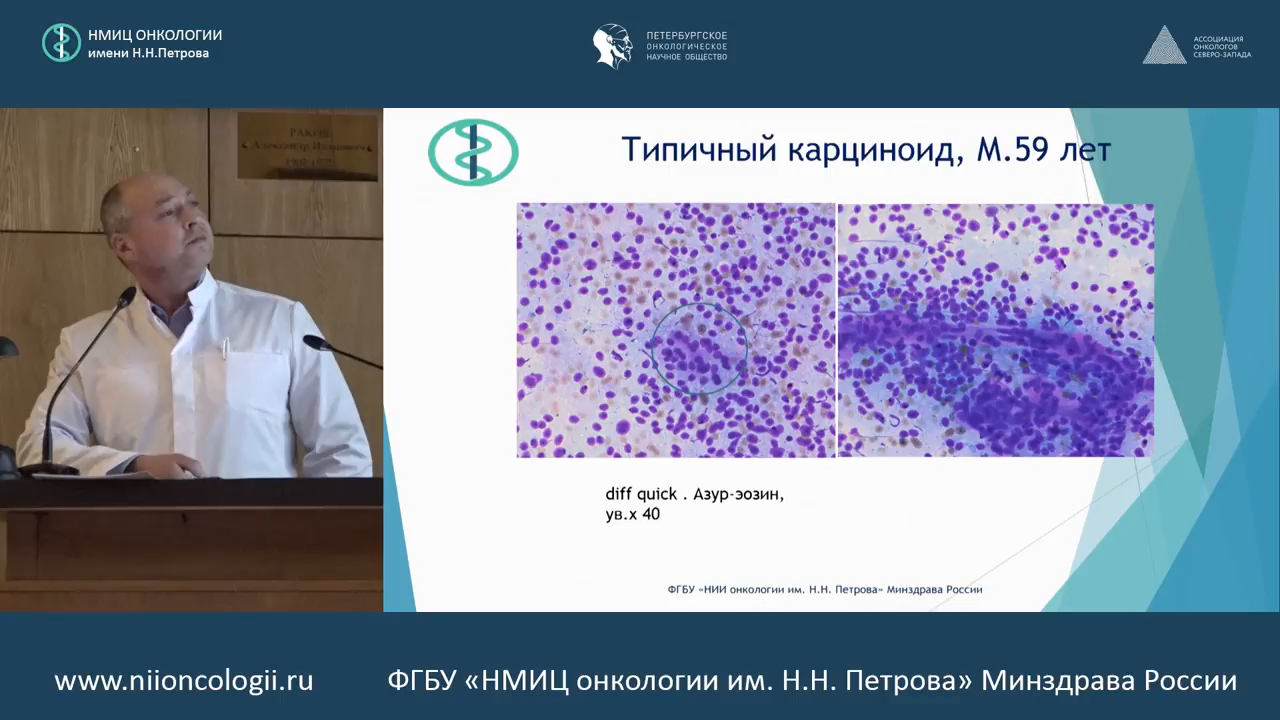 НМИЦ ОНКОЛОГИИ
имени Н.Н.Петрова
ПЕТЕРБУРГСКОЕ
ОНКОЛОГИЧЕСКОЕ
НАУЧНОЕ ОБЩЕСТВО
АССОЦИАЦИЯ
ОНКОЛОГОВ
СЕВЕРО-ЗАПАДА
Типичный карциноид, М.59 лет
diff quick . Азур-эозин,
ув.х 40
ФГБУ «НИИ онкологии им. Н.Н. Петрова» Минздрава России
www.niioncologii.ru
ФГБУ «НМИЦ онкологии им. Н.Н. Петрова» Минздрава России